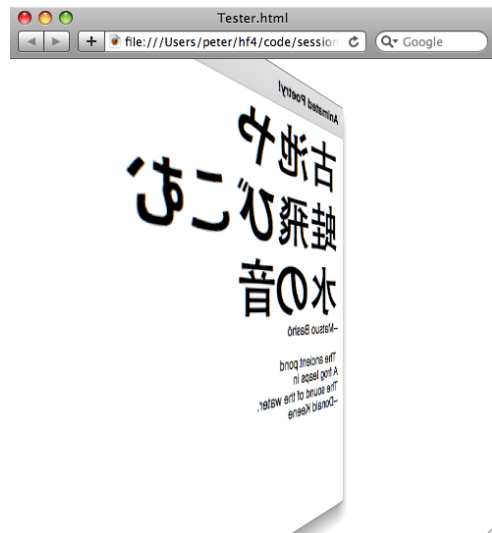 Tester.html
file:///Users/peter/hf4/code/session
Google
Animated Poetry!
古池や
蛙飛びこむ
水の音
–Matsuo Bashō
The ancient pond
A frog leaps in
The sound of the water.
–Donald Keene